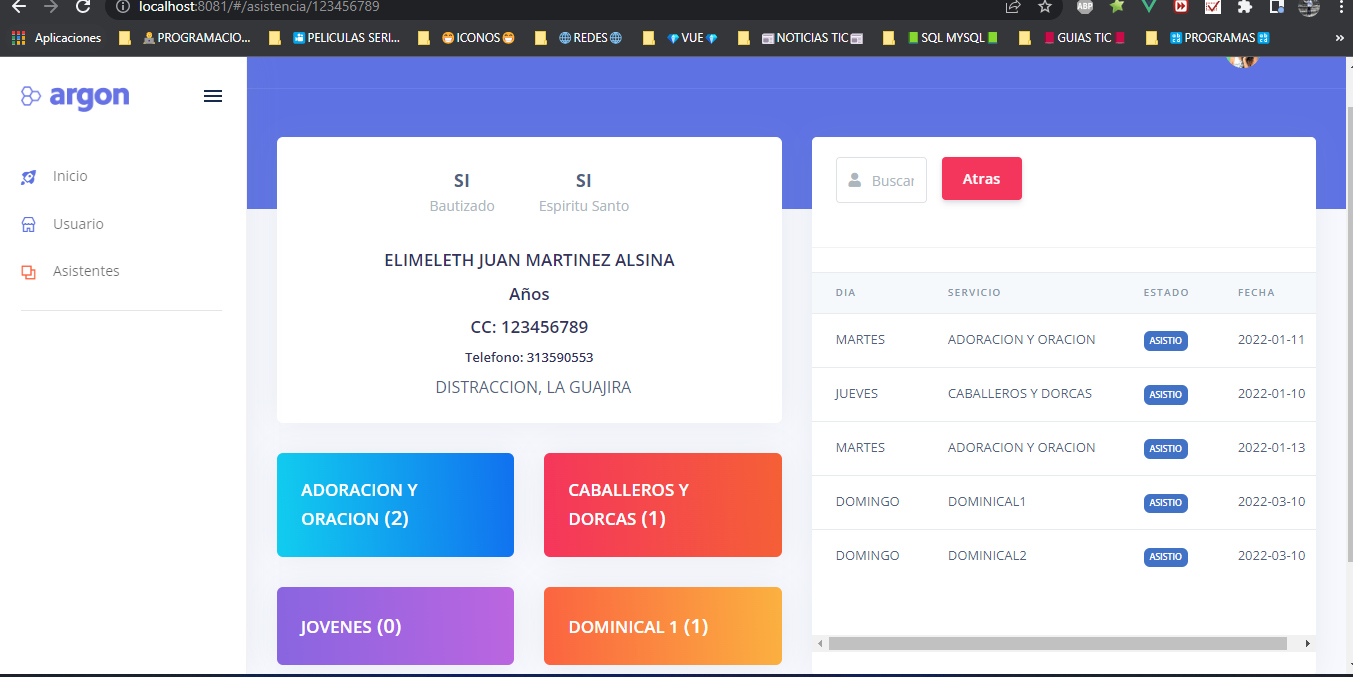 localhost:8081/#/asistencia/123456789
ABP
Aplicaciones
PROGRAMACIO...
PELICULAS SERI...
ICONOS
REDES
VUE
NOTICIAS TIC
SQL MYSQL
GUIAS TIC
PROGRAMAS
»
argon
Inicio
Usuario
Asistentes
SI SI
Bautizado Espiritu Santo
ELIMELETH JUAN MARTINEZ ALSINA
Años
CC: 123456789
Telefono: 313590553
DISTRACCION, LA GUAJIRA
ADORACION Y
ORACION (2)
CABALLEROS Y
DORCAS (1)
JOVENES (0)
DOMINICAL 1 (1)
Buscar
Atras
DIA SERVICIO ESTADO FECHA
MARTES ADORACION Y ORACION ASISTIO 2022-01-11
JUEVES CABALLEROS Y DORCAS ASISTIO 2022-01-10
MARTES ADORACION Y ORACION ASISTIO 2022-01-13
DOMINGO DOMINICAL1 ASISTIO 2022-03-10
DOMINGO DOMINICAL2 ASISTIO 2022-03-10